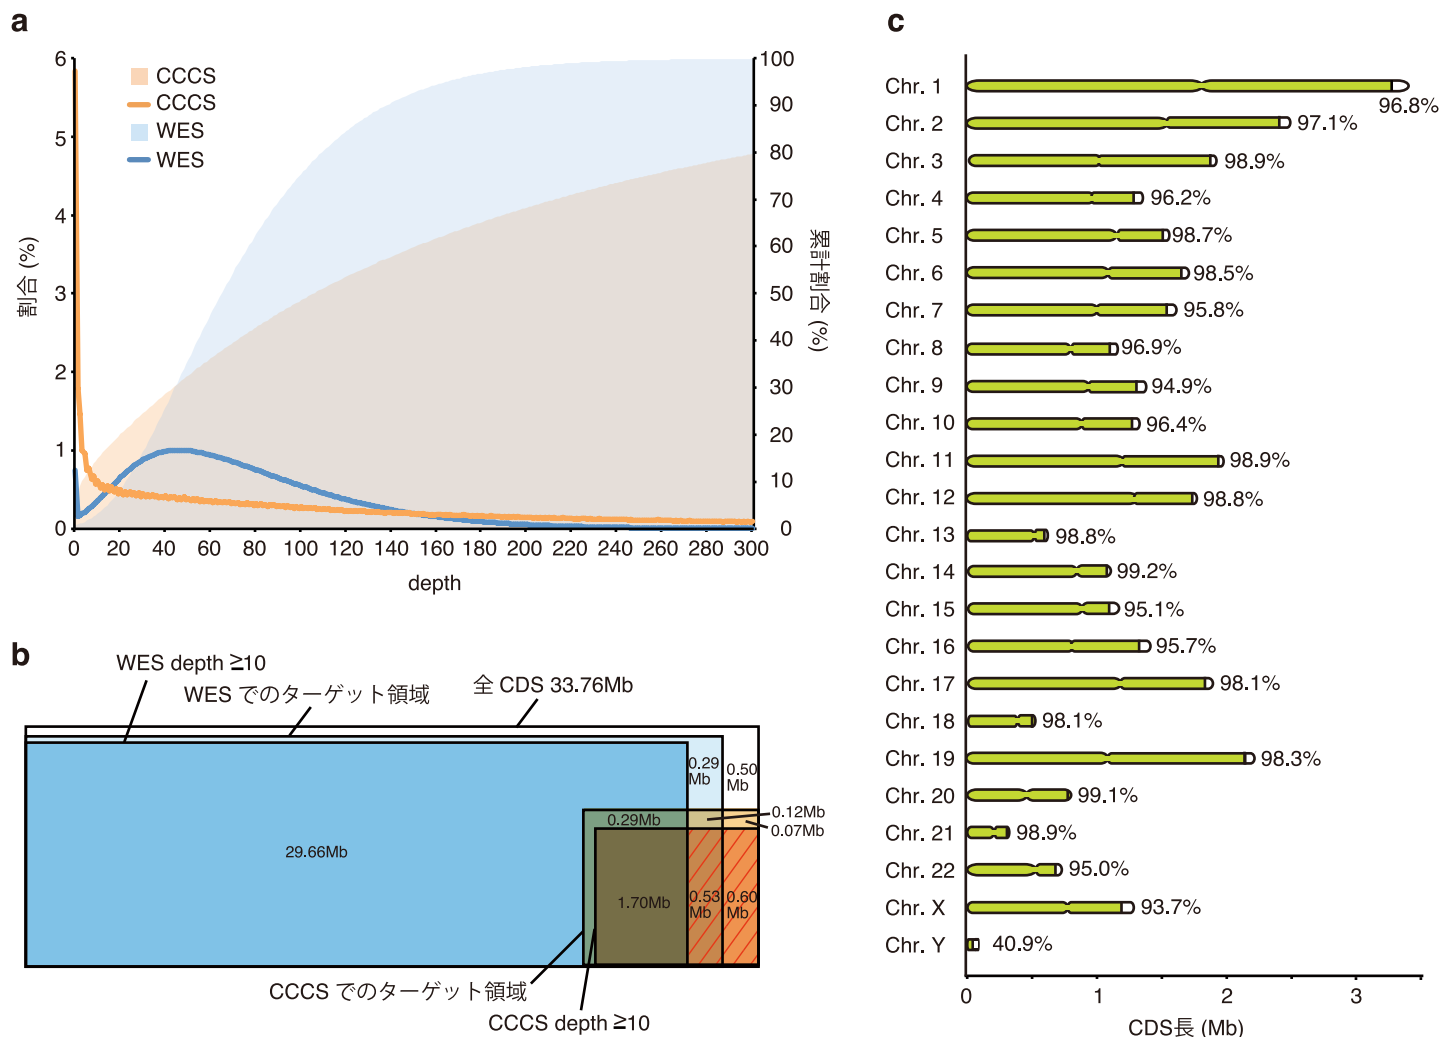 a
6
5
4
3
2
1
0
割合 (%)
CCCS
CCCS
WES
WES
100
90
80
70
60
50
40
30
20
10
0
累計割合 (%)
0 20 40 60 80 100 120 140 160 180 200 220 240 260 280 300
depth
b
WES depth ≧10
WES でのターゲット領域
全 CDS 33.76Mb
0.29
Mb
0.50
Mb
0.12Mb
0.07Mb
0.29Mb
29.66Mb
1.70Mb
0.53
Mb
0.60
Mb
CCCS でのターゲット領域
CCCS depth ≧10
c
Chr. 1 96.8%
Chr. 2 97.1%
Chr. 3 98.9%
Chr. 4 96.2%
Chr. 5 98.7%
Chr. 6 98.5%
Chr. 7 95.8%
Chr. 8 96.9%
Chr. 9 94.9%
Chr. 10 96.4%
Chr. 11 98.9%
Chr. 12 98.8%
Chr. 13 98.8%
Chr. 14 99.2%
Chr. 15 95.1%
Chr. 16 95.7%
Chr. 17 98.1%
Chr. 18 98.1%
Chr. 19 98.3%
Chr. 20 99.1%
Chr. 21 98.9%
Chr. 22 95.0%
Chr. X 93.7%
Chr. Y 40.9%
0 1 2 3
CDS長 (Mb)